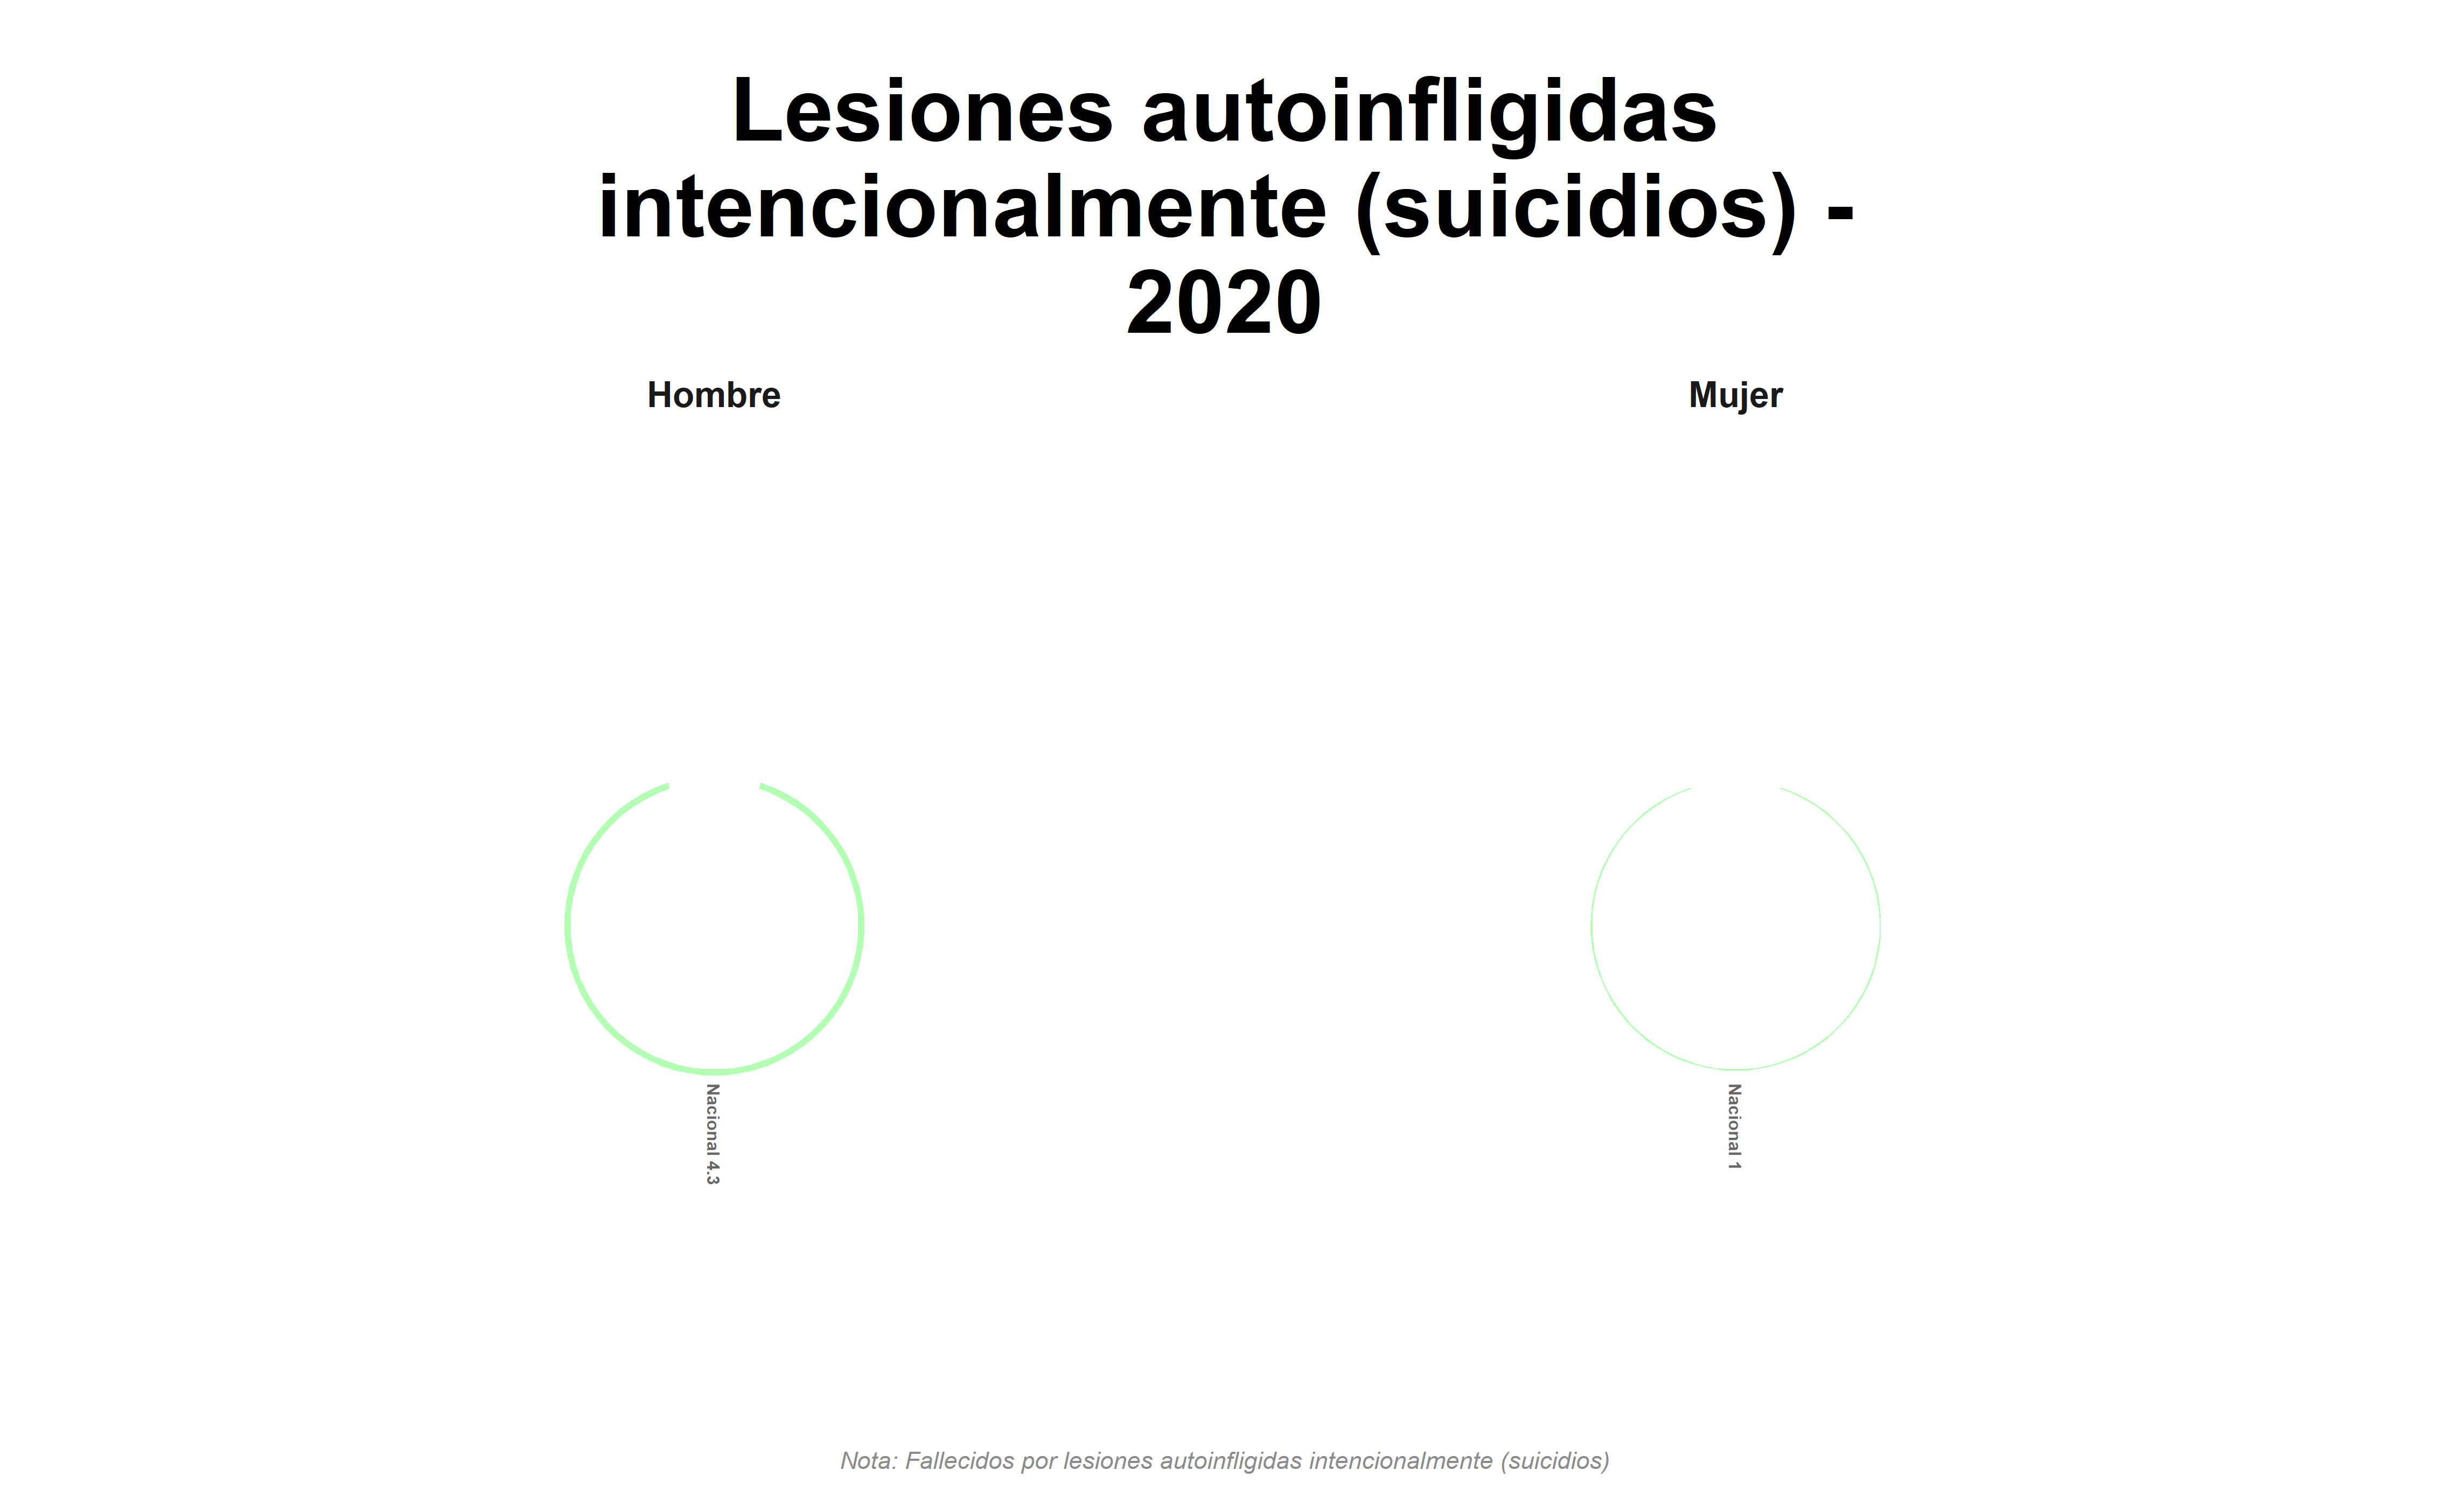 Lesiones autoinfligidas
intencionalmente (suicidios) -
2020
Hombre
Mujer
Nacional 4.3
Nacional 1
Nota: Fallecidos por lesiones autoinfligidas intencionalmente (suicidios)